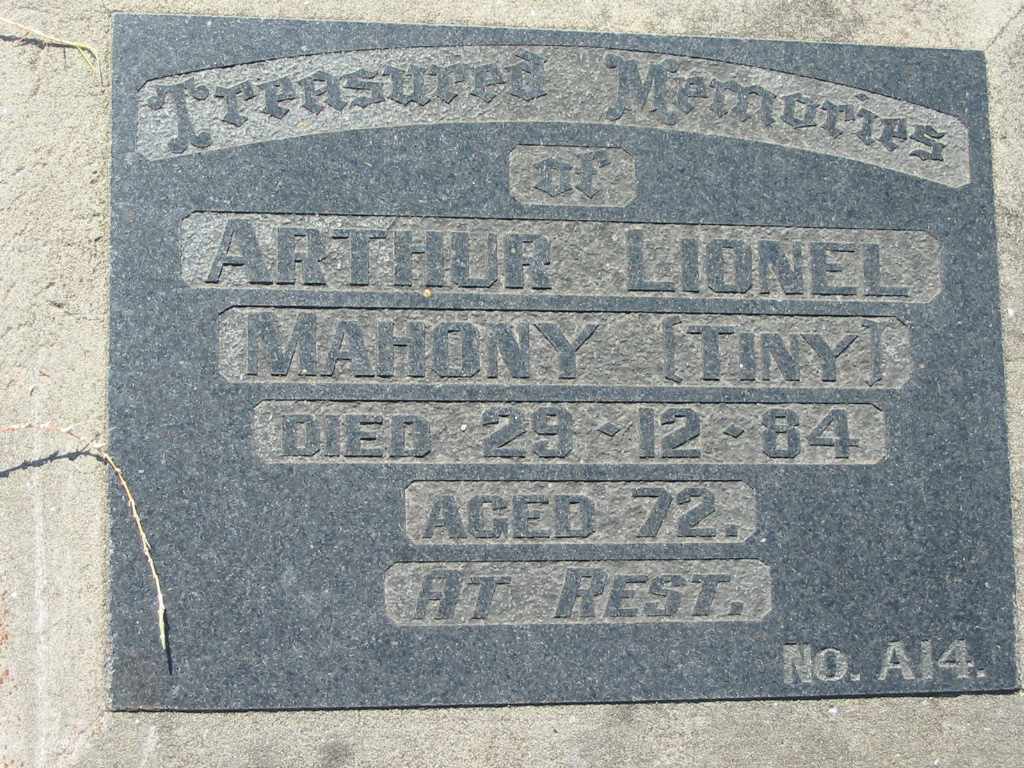 Treasured Memories
of
ARTHUR LIONEL
MAHONY [TINY]
DIED 29·12·84
AGED 72.
AT REST.
No. A14.